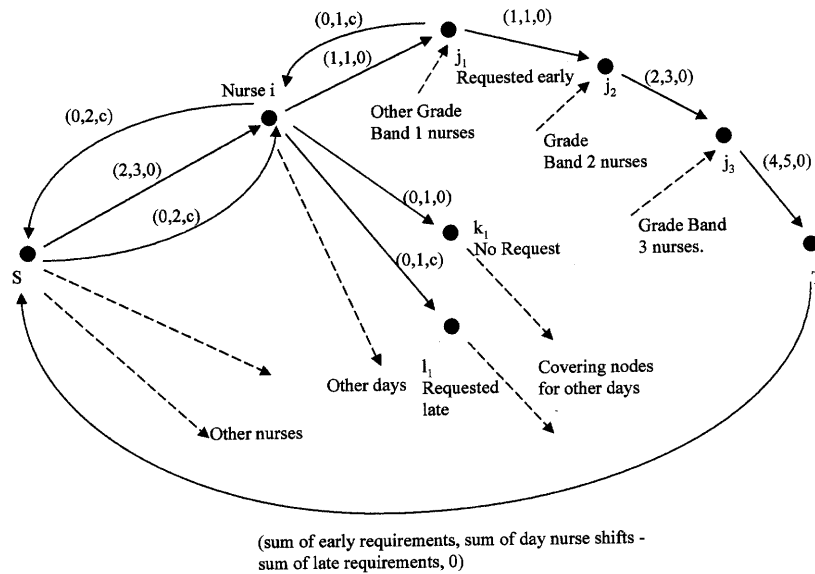 (0,1,c)
(1,1,0)
(1,1,0)
j1
Requested early
j2
(2,3,0)
Nurse i
Other Grade
Band 1 nurses
Grade
Band 2 nurses
(0,2,c)
(2,3,0)
(0,2,c)
(0,1,0)
j3
(4,5,0)
k1
No Request
Grade Band
3 nurses.
(0,1,c)
S
T
Other days
l1
Requested
late
Covering nodes
for other days
Other nurses
(sum of early requirements, sum of day nurse shifts -
sum of late requirements, 0)